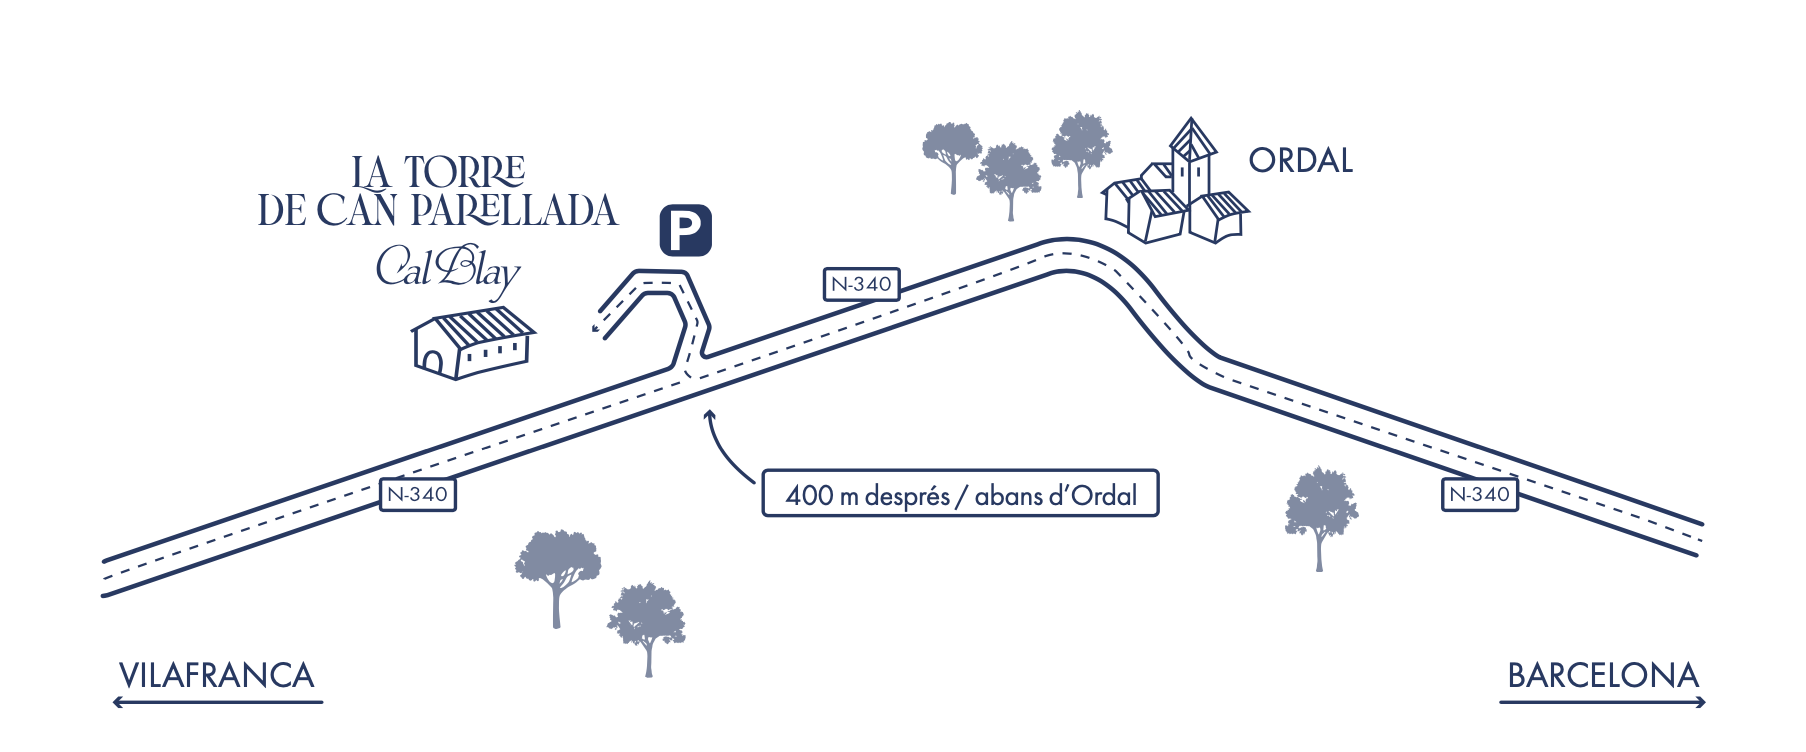 LA TORRE
DE CAN PARELLADA
Cal Blay
P
ORDAL
N-340
N-340
400 m després / abans d’Ordal
N-340
VILAFRANCA
BARCELONA